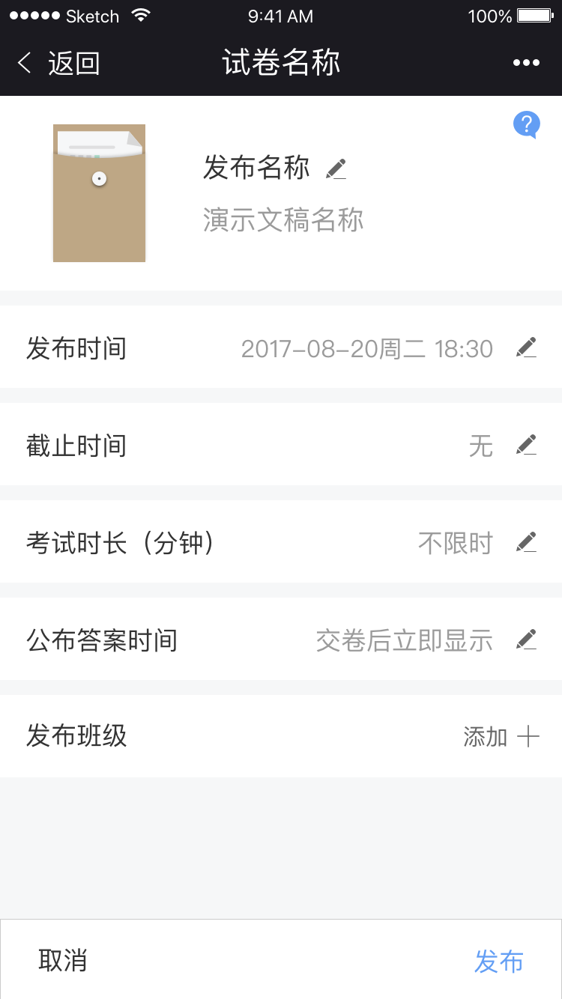 Sketch 9:41 AM 100%
返回 试卷名称
发布名称
演示文稿名称
发布时间 2017-08-20周二 18:30
截止时间 无
考试时长（分钟） 不限时
公布答案时间 交卷后立即显示
发布班级 添加
取消 发布